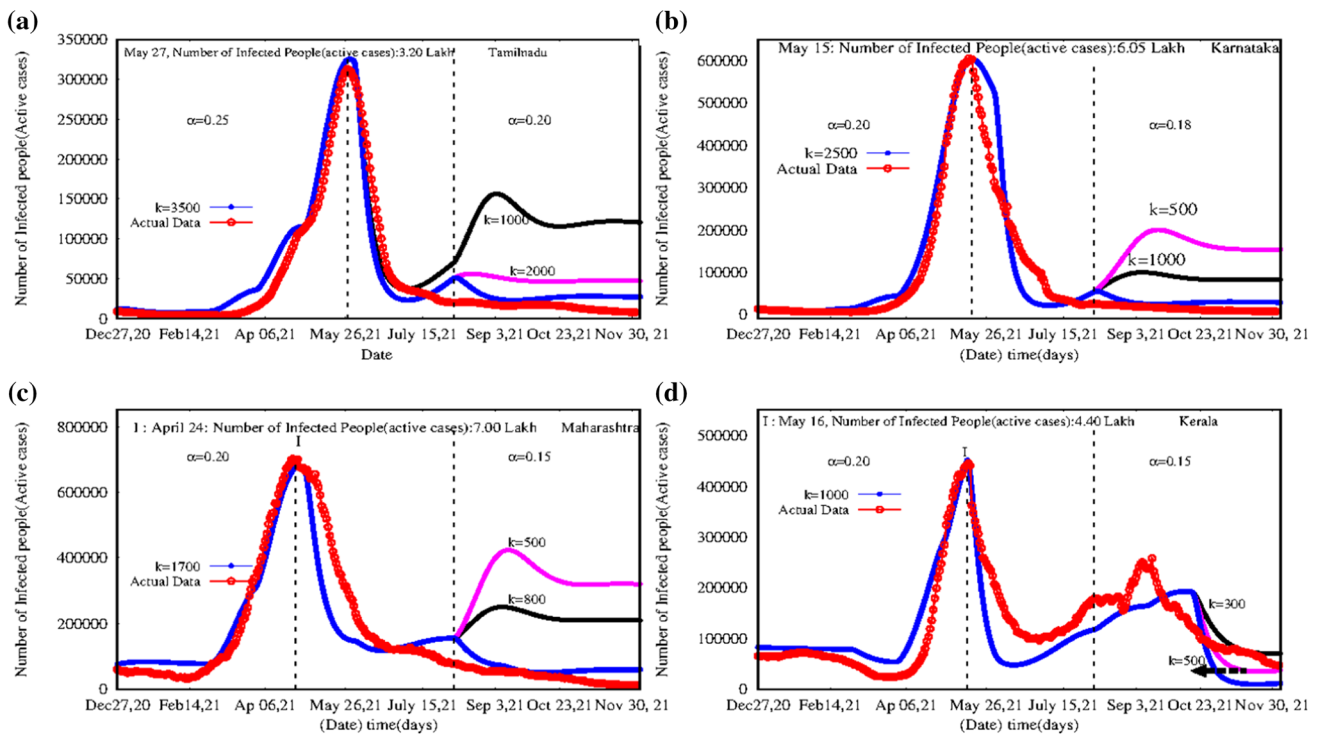 (a)
May 27, Number of Infected People(active cases):3.20 Lakh Tamilnadu
Number of Infected people(Active cases)
350000
300000
250000
200000
150000
100000
50000
0
α=0.25
α=0.20
k=3500
Actual Data
k=1000
k=2000
Dec27,20 Feb14,21 Ap 06,21 May 26,21 July 15,21 Sep 3,21 Oct 23,21 Nov 30, 21
Date
(b)
May 15: Number of Infected People(active cases):6.05 Lakh Karnataka
Number of Infected People(Active cases)
600000
500000
400000
300000
200000
100000
0
α=0.20
α=0.18
k=2500
Actual Data
k=500
k=1000
Dec27,20 Feb14,21 Ap 06,21 May 26,21 July 15,21 Sep 3,21 Oct 23,21 Nov 30, 21
(Date) time(days)
(c)
I : April 24: Number of Infected People(active cases):7.00 Lakh Maharashtra
I
Number of Infected people(Active cases)
800000
600000
400000
200000
0
α=0.20
α=0.15
k=1700
Actual Data
k=500
k=800
Dec27,20 Feb14,21 Ap 06,21 May 26,21 July 15,21 Sep 3,21 Oct 23,21 Nov 30, 21
(Date) time(days)
(d)
I : May 16, Number of Infected People(active cases):4.40 Lakh Kerala
I
Number of Infected People(Active cases)
500000
450000
400000
300000
200000
100000
0
α=0.20
α=0.15
k=1000
Actual Data
k=300
k=500
Dec27,20 Feb14,21 Ap 06,21 May 26,21 July 15,21 Sep 3,21 Oct 23,21 Nov 30, 21
(Date) time(days)